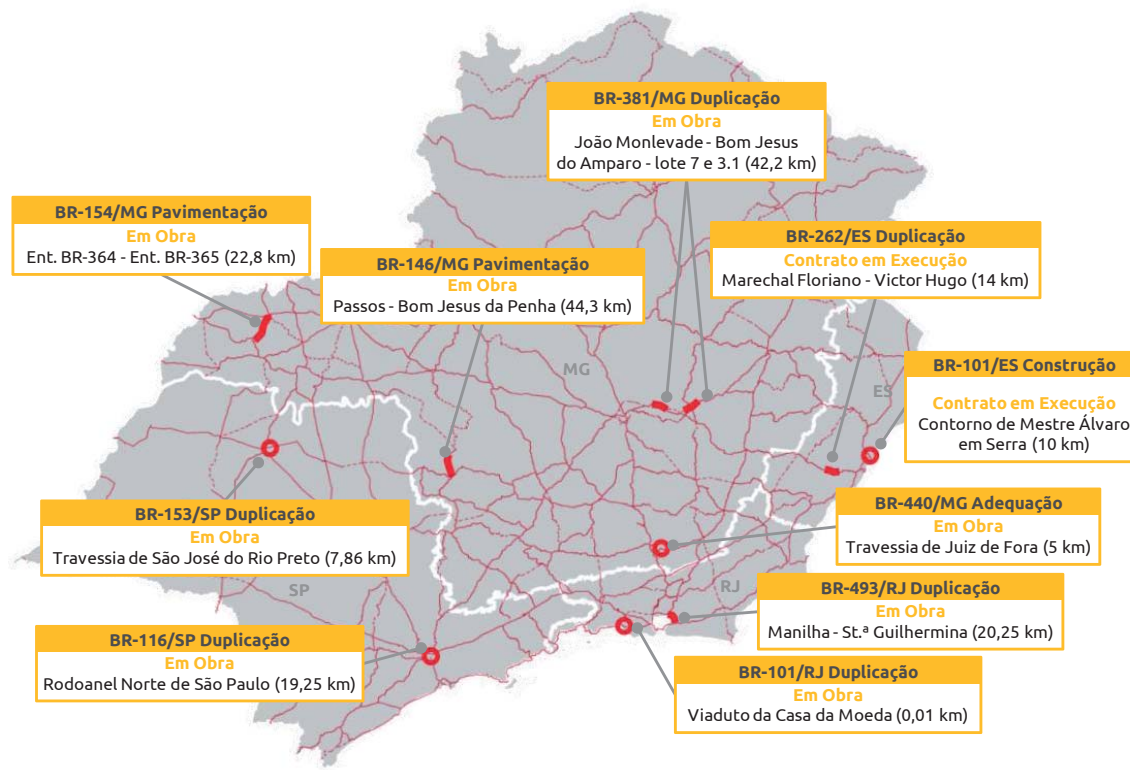 BR-381/MG Duplicação
Em Obra
João Monlevade - Bom Jesus
do Amparo - lote 7 e 3.1 (42,2 km)
BR-154/MG Pavimentação
Em Obra
Ent. BR-364 - Ent. BR-365 (22,8 km)
BR-146/MG Pavimentação
Em Obra
Passos - Bom Jesus da Penha (44,3 km)
BR-262/ES Duplicação
Contrato em Execução
Marechal Floriano - Victor Hugo (14 km)
MG
ES
BR-101/ES Construção
Contrato em Execução
Contorno de Mestre Álvaro
em Serra (10 km)
BR-153/SP Duplicação
Em Obra
Travessia de São José do Rio Preto (7,86 km)
BR-440/MG Adequação
Em Obra
Travessia de Juiz de Fora (5 km)
SP
RJ
BR-493/RJ Duplicação
Em Obra
Manilha - St.ª Guilhermina (20,25 km)
BR-116/SP Duplicação
Em Obra
Rodoanel Norte de São Paulo (19,25 km)
BR-101/RJ Duplicação
Em Obra
Viaduto da Casa da Moeda (0,01 km)